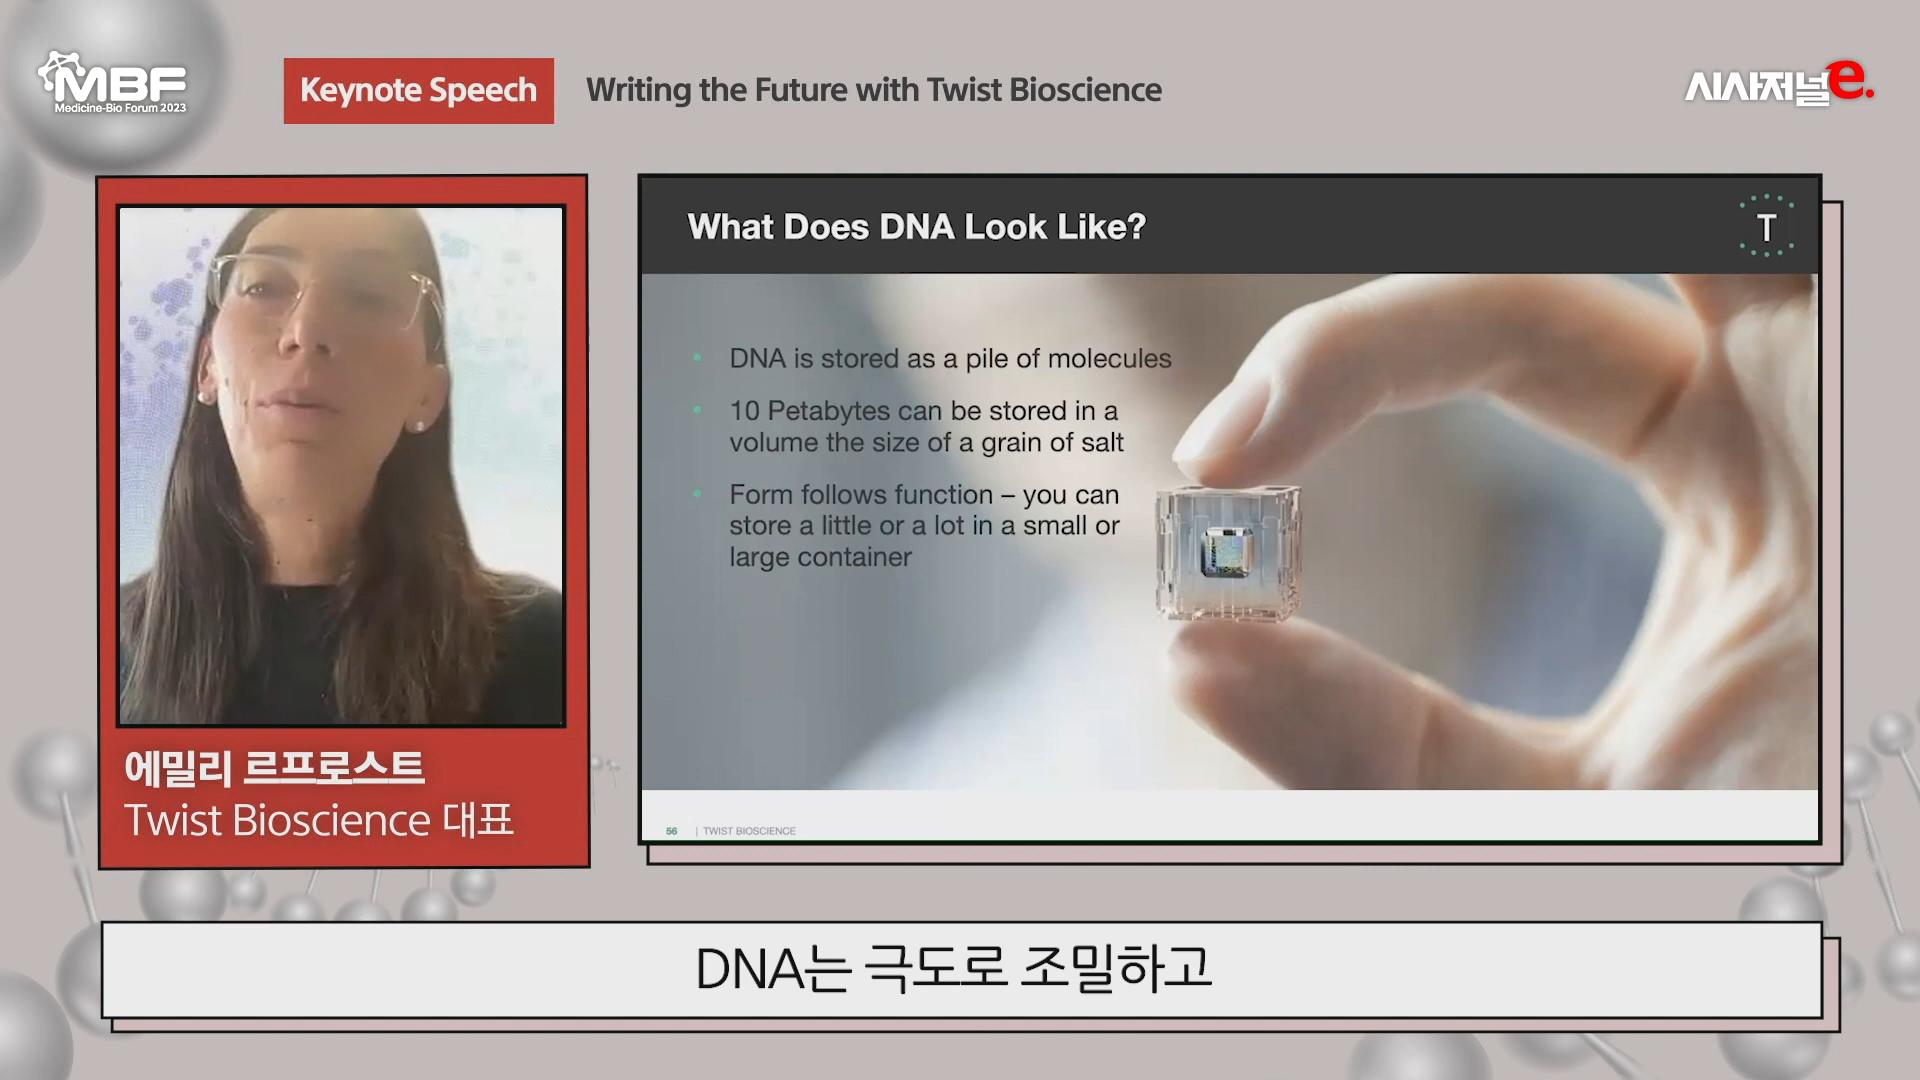 MBF
Medicine-Bio Forum 2023
Keynote Speech
Writing the Future with Twist Bioscience
시사저널e.
What Does DNA Look Like?
T
DNA is stored as a pile of molecules
10 Petabytes can be stored in a
volume the size of a grain of salt
Form follows function – you can
store a little or a lot in a small or
large container
56 | TWIST BIOSCIENCE
에밀리 르프로스트
Twist Bioscience 대표
DNA는 극도로 조밀하고